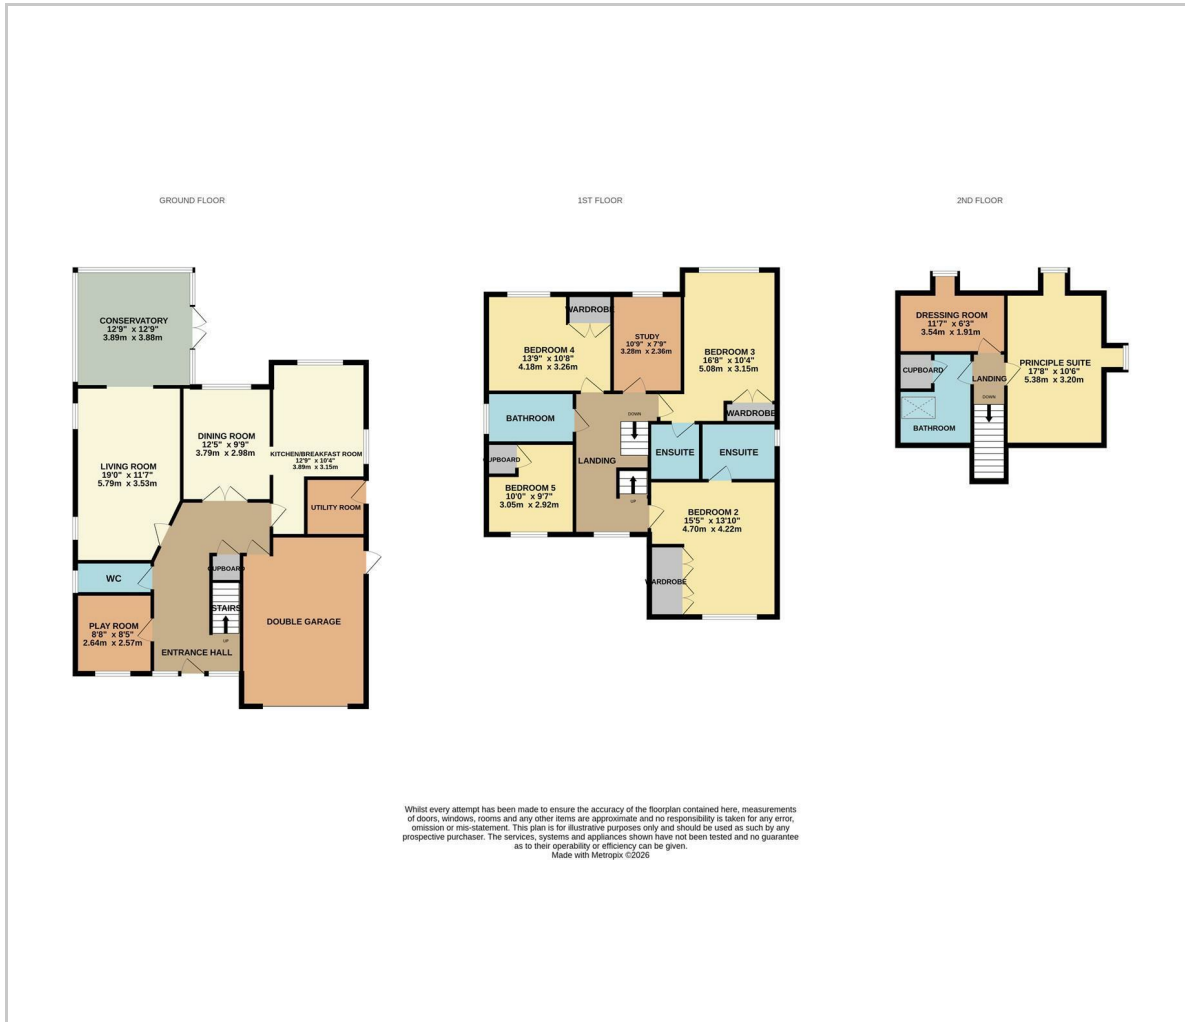 GROUND FLOOR
CONSERVATORY
12'9" x 12'9"
3.89m x 3.88m
DINING ROOM
12'5" x 9'9"
3.79m x 2.98m
KITCHEN/BREAKFAST ROOM
12'9" x 10'4"
3.89m x 3.15m
LIVING ROOM
19'0" x 11'7"
5.79m x 3.53m
UTILITY ROOM
CUPBOARD
WC
STAIRS
DOUBLE GARAGE
PLAY ROOM
8'8" x 8'5"
2.64m x 2.57m
UP
ENTRANCE HALL
1ST FLOOR
WARDROBE
STUDY
10'9" x 7'9"
3.28m x 2.36m
BEDROOM 4
13'9" x 10'8"
4.18m x 3.26m
BEDROOM 3
16'8" x 10'4"
5.08m x 3.15m
WARDROBE
BATHROOM
DOWN
ENSUITE
ENSUITE
CUPBOARD
LANDING
BEDROOM 5
10'0" x 9'7"
3.05m x 2.92m
UP
BEDROOM 2
15'5" x 13'10"
4.70m x 4.22m
WARDROBE
2ND FLOOR
DRESSING ROOM
11'7" x 6'3"
3.54m x 1.91m
PRINCIPLE SUITE
17'8" x 10'6"
5.38m x 3.20m
CUPBOARD
LANDING
DOWN
BATHROOM
Whilst every attempt has been made to ensure the accuracy of the floorplan contained here, measurements
of doors, windows, rooms and any other items are approximate and no responsibility is taken for any error,
omission or mis-statement. This plan is for illustrative purposes only and should be used as such by any
prospective purchaser. The services, systems and appliances shown have not been tested and no guarantee
as to their operability or efficiency can be given.
Made with Metropix ©2026